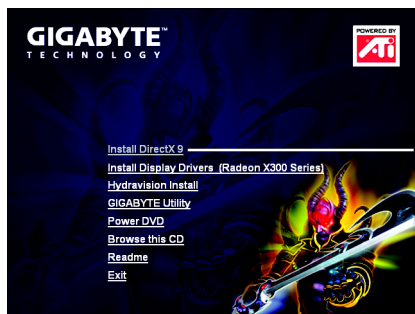 GIGABYTE™
TECHNOLOGY
POWERED BY
ATi
Install DirectX 9
Install Display Drivers (Radeon X300 Series)
Hydravision Install
GIGABYTE Utility
Power DVD
Browse this CD
Readme
Exit